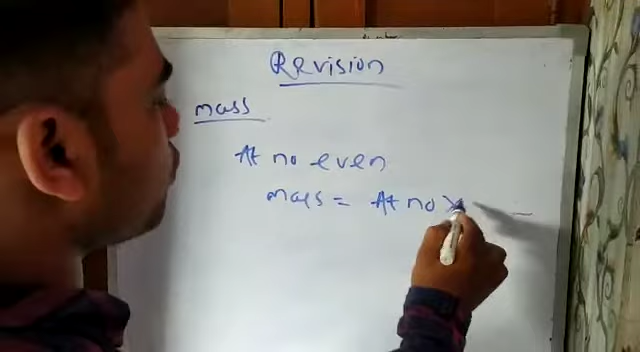 Revision
mass
At no even
mass = At no x